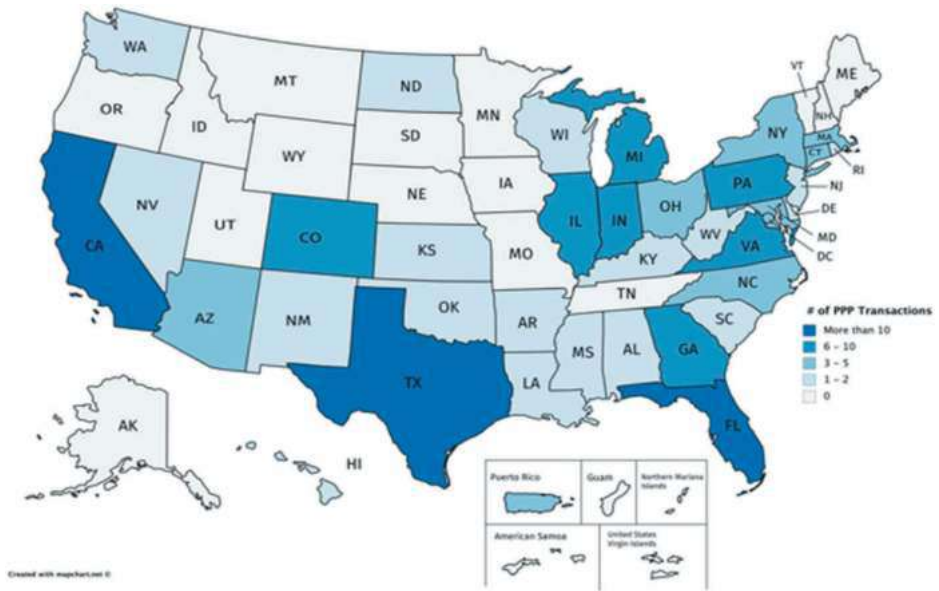 WA
MT
ND
MN
VT
ME
OR
ID
SD
WI
NH
NY
MA
CT
RI
WY
MI
IA
PA
NJ
NE
NV
UT
IL
IN
OH
DE
CA
CO
WV
MD
VA
DC
KS
MO
KY
TN
NC
AZ
NM
OK
AR
SC
MS
AL
GA
TX
LA
FL
AK
HI
# of PPP Transactions
More than 10
6 – 10
3 – 5
1 – 2
0
Puerto Rico
Guam
Northern Mariana
Islands
American Samoa
United States
Virgin Islands
Created with mapchart.net ©